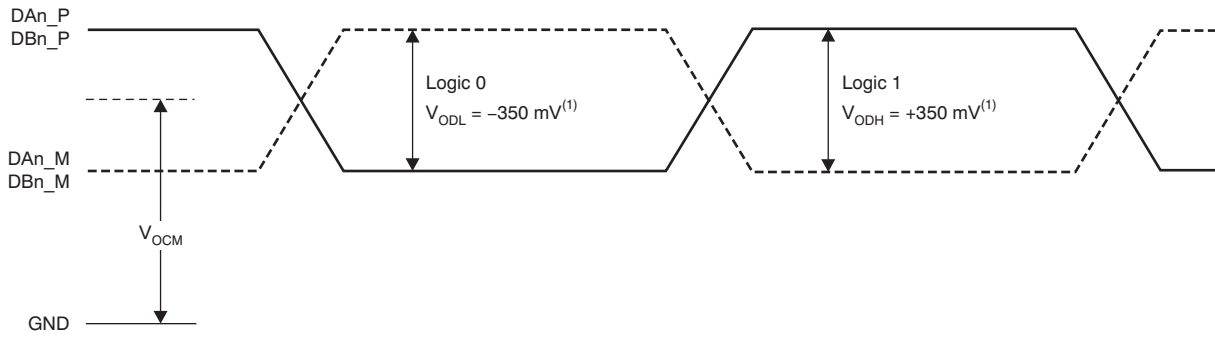 DAn_P
DBn_P
Logic 0
V_ODL = −350 mV(1)
Logic 1
V_ODH = +350 mV(1)
DAn_M
DBn_M
V_OCM
GND